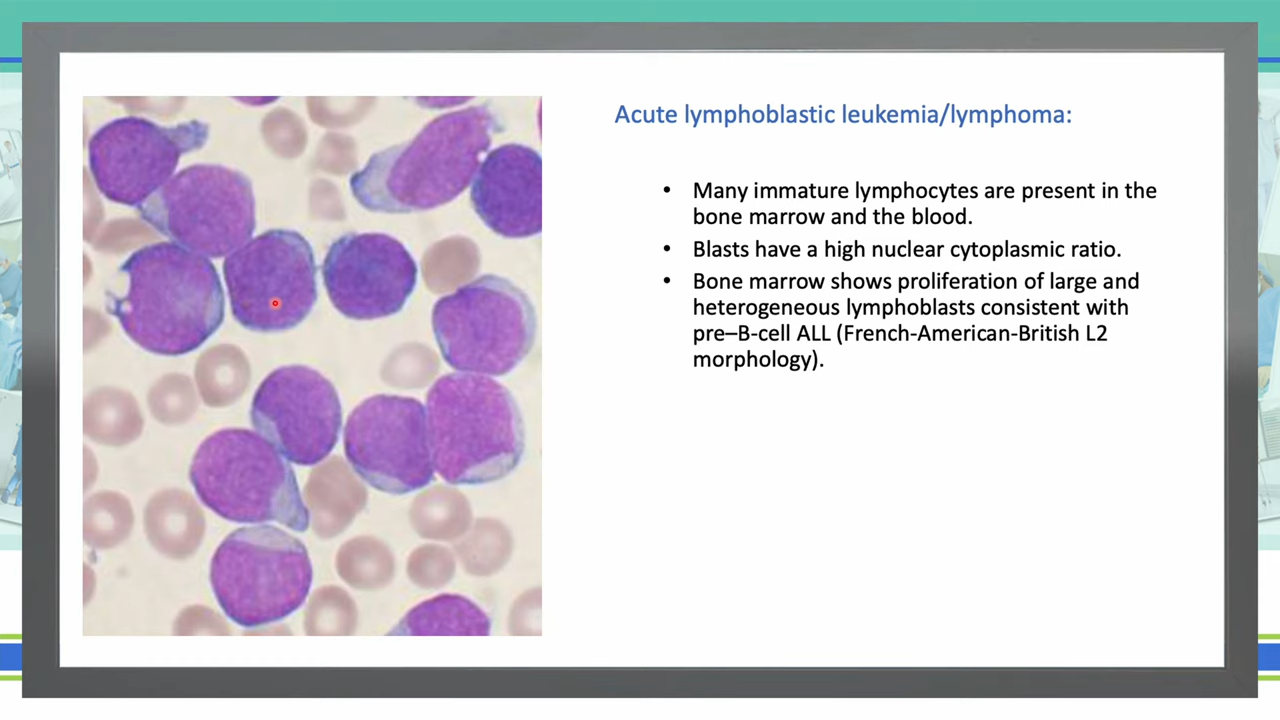 Acute lymphoblastic leukemia/lymphoma:
• Many immature lymphocytes are present in the
bone marrow and the blood.
• Blasts have a high nuclear cytoplasmic ratio.
• Bone marrow shows proliferation of large and
heterogeneous lymphoblasts consistent with
pre–B-cell ALL (French-American-British L2
morphology).